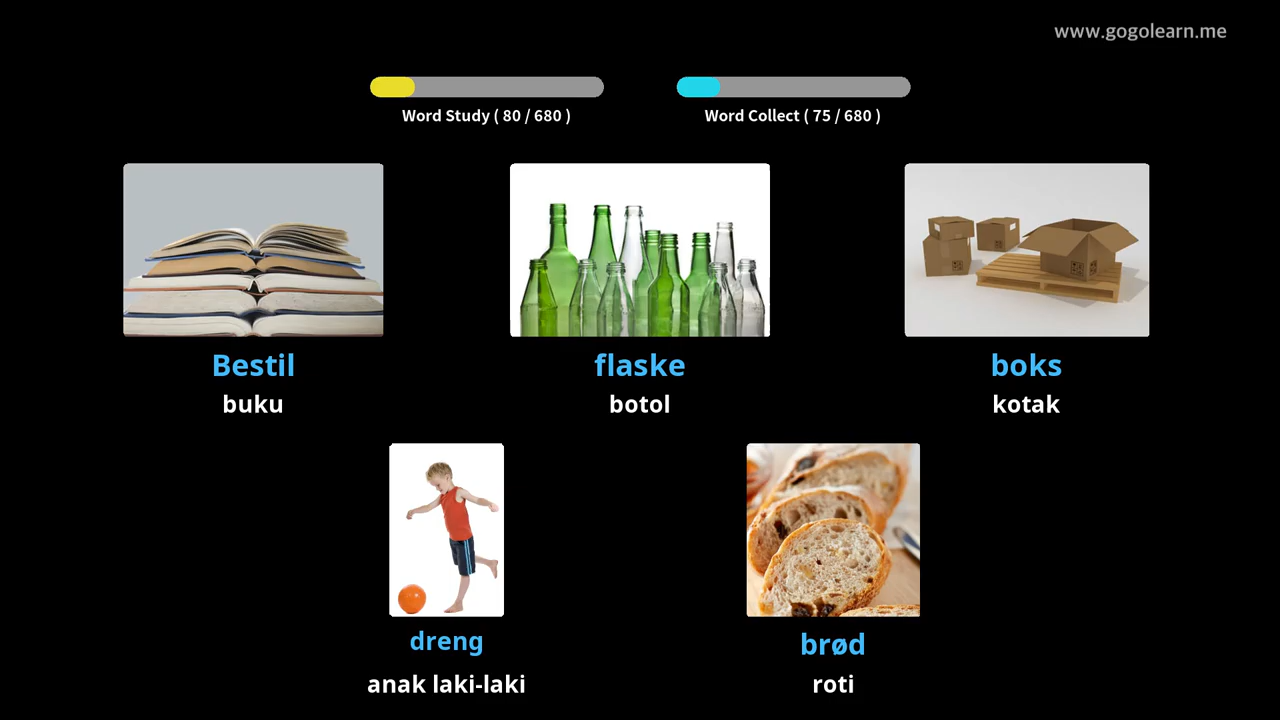 www.gogolearn.me
Word Study ( 80 / 680 )
Word Collect ( 75 / 680 )
Bestil
flaske
boks
buku
botol
kotak
dreng
brød
anak laki-laki
roti